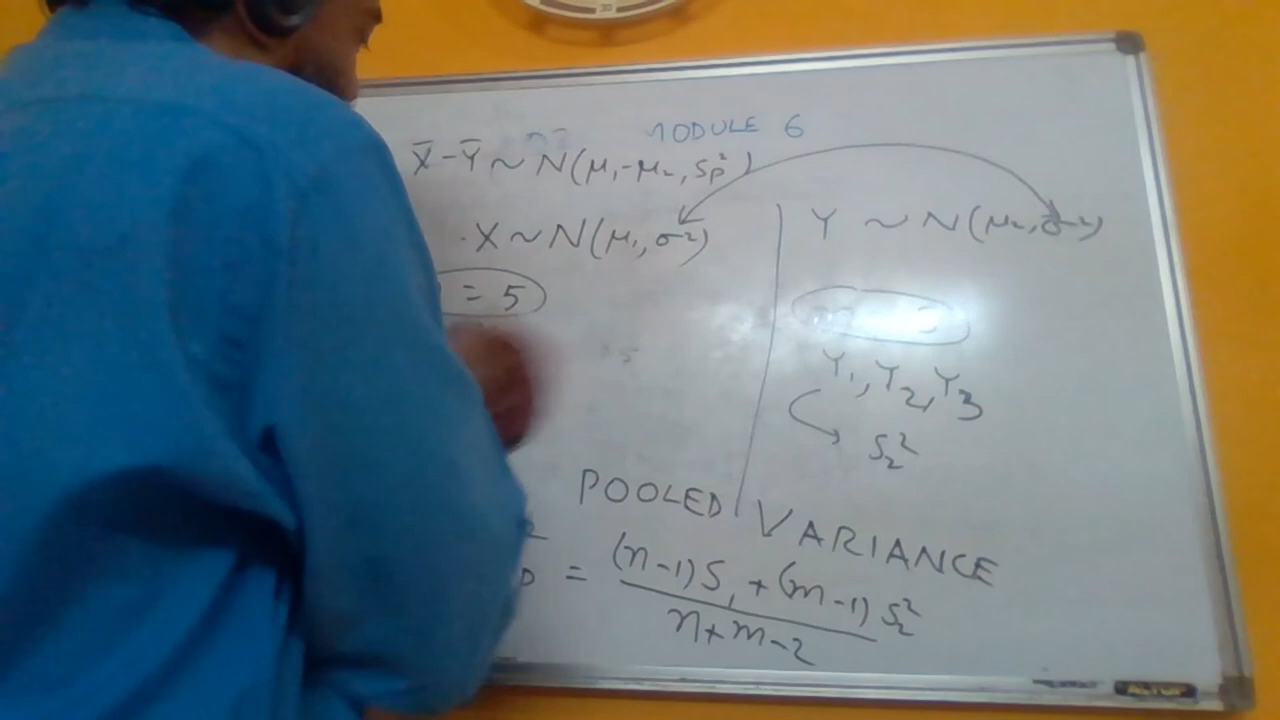 MODULE 6
X̄-Ȳ ~ N(μ₁-μ₂, Sp²)
X ~ N(μ₁, σ²)
Y ~ N(μ₂, σ²)
= 5
Y₁, Y₂, Y₃
S₂²
POOLED VARIANCE
= (n-1)S₁ + (m-1)S₂²
n+m-2